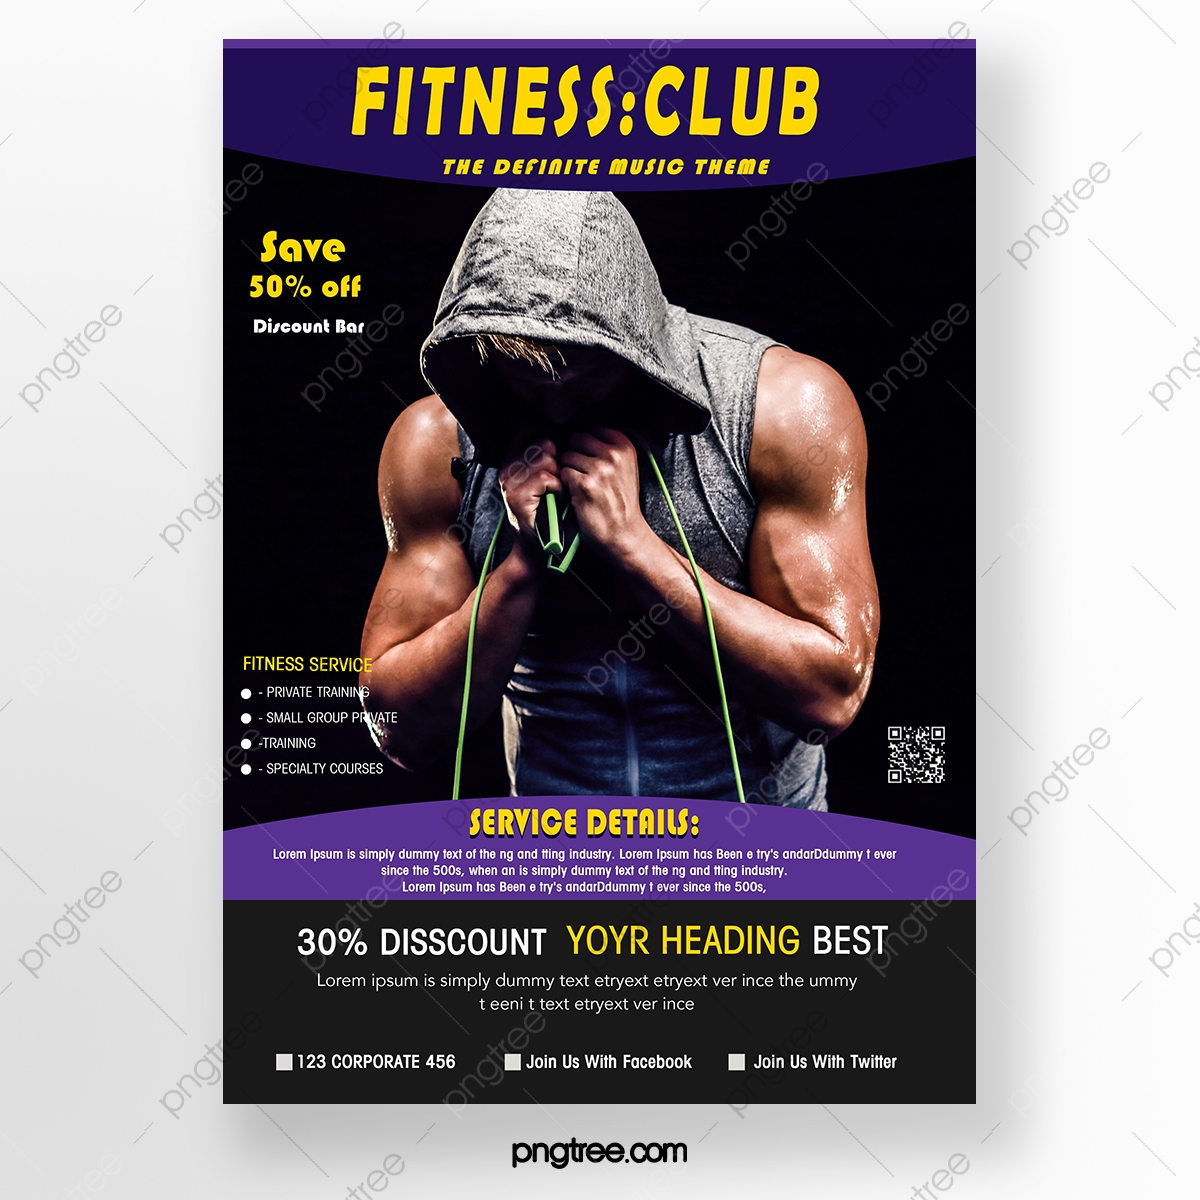 FITNESS:CLUB
THE DEFINITE MUSIC THEME
Save
50% off
Discount Bar
FITNESS SERVICE
- PRIVATE TRAINING
- SMALL GROUP PRIVATE
-TRAINING
- SPECIALTY COURSES
SERVICE DETAILS:
Lorem Ipsum is simply dummy text of the ng and tting industry. Lorem Ipsum has Been e try's andarDdummy t ever
since the 500s, when an is simply dummy text of the ng and tting industry.
Lorem Ipsum has Been e try's andarDdummy t ever since the 500s,
30% DISSCOUNT YOYR HEADING BEST
Lorem ipsum is simply dummy text etryext etryext ver ince the ummy
t eeni t text etryext ver ince
123 CORPORATE 456 Join Us With Facebook Join Us With Twitter
pngtree.com